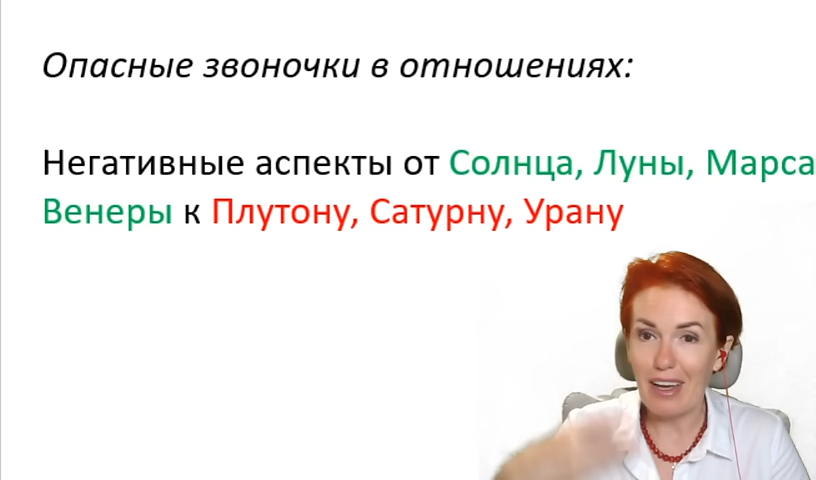 Опасные звоночки в отношениях:
Негативные аспекты от Солнца, Луны, Марса
Венеры к Плутону, Сатурну, Урану